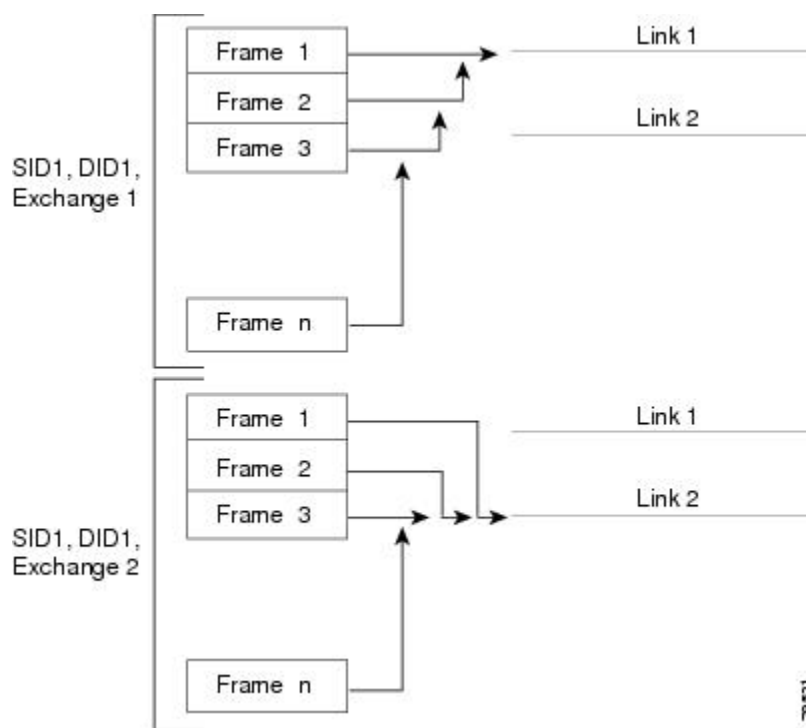 Frame 1
Link 1
Frame 2
Link 2
Frame 3
SID1, DID1,
Exchange 1
Frame n
Frame 1
Link 1
Frame 2
Link 2
Frame 3
SID1, DID1,
Exchange 2
Frame n